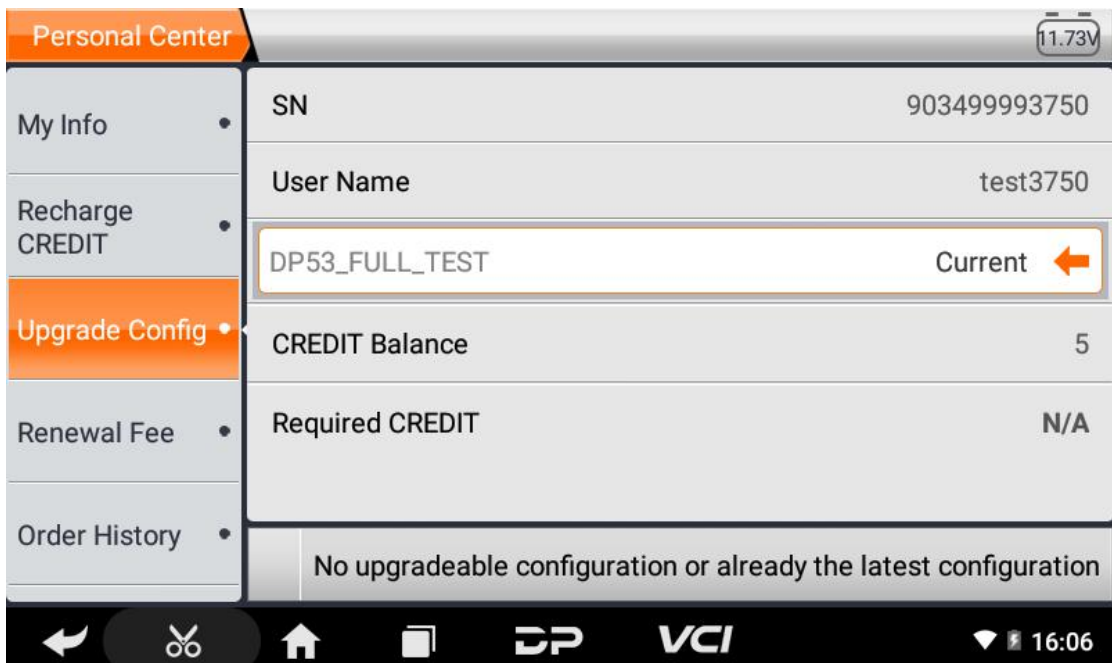 Personal Center
11.73V
My Info
Recharge
CREDIT
Upgrade Config
Renewal Fee
Order History
SN 903499993750
User Name test3750
DP53_FULL_TEST Current
CREDIT Balance 5
Required CREDIT N/A
No upgradeable configuration or already the latest configuration
DP VCI 16:06